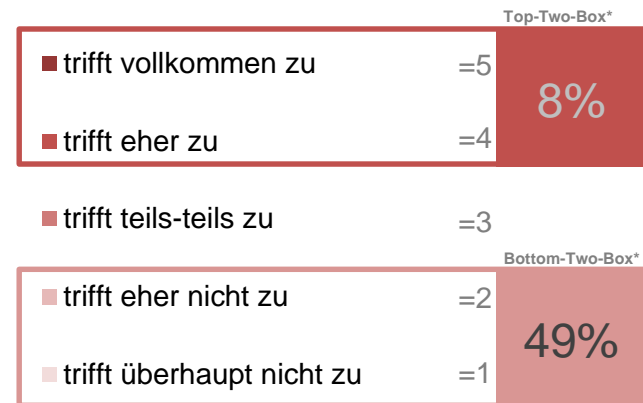 Top-Two-Box*
trifft vollkommen zu =5
8%
trifft eher zu =4
trifft teils-teils zu =3
Bottom-Two-Box*
trifft eher nicht zu =2
49%
trifft überhaupt nicht zu =1